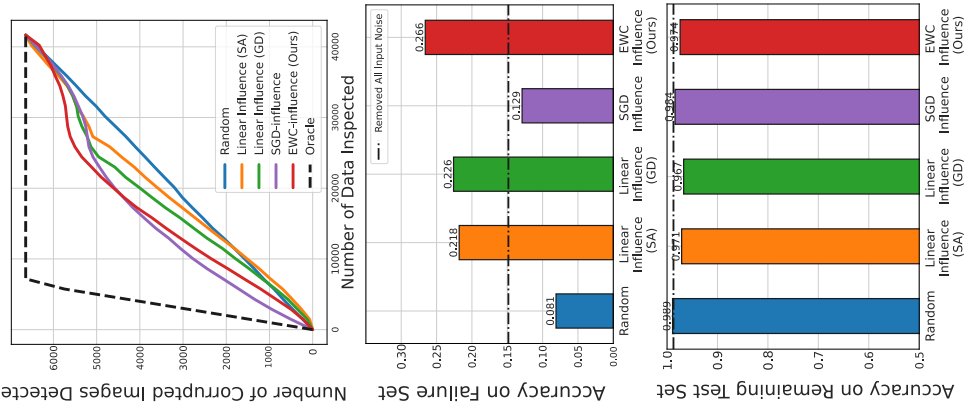 6000
5000
4000
3000
2000
1000
0
Number of Corrupted Images Detecte
0
10000
20000
30000
40000
Number of Data Inspected
Random
Linear Influence (SA)
Linear Influence (GD)
SGD-influence
EWC-influence (Ours)
Oracle
0.30
0.25
0.20
0.15
0.10
0.05
0.00
Accuracy on Failure Set
Removed All Input Noise
0.081
0.218
0.226
0.129
0.266
Random
Linear
Influence
(SA)
Linear
Influence
(GD)
SGD
Influence
EWC
Influence
(Ours)
1.0
0.9
0.8
0.7
0.6
0.5
Accuracy on Remaining Test Set
0.989
0.971
0.967
0.984
0.974
Random
Linear
Influence
(SA)
Linear
Influence
(GD)
SGD
Influence
EWC
Influence
(Ours)